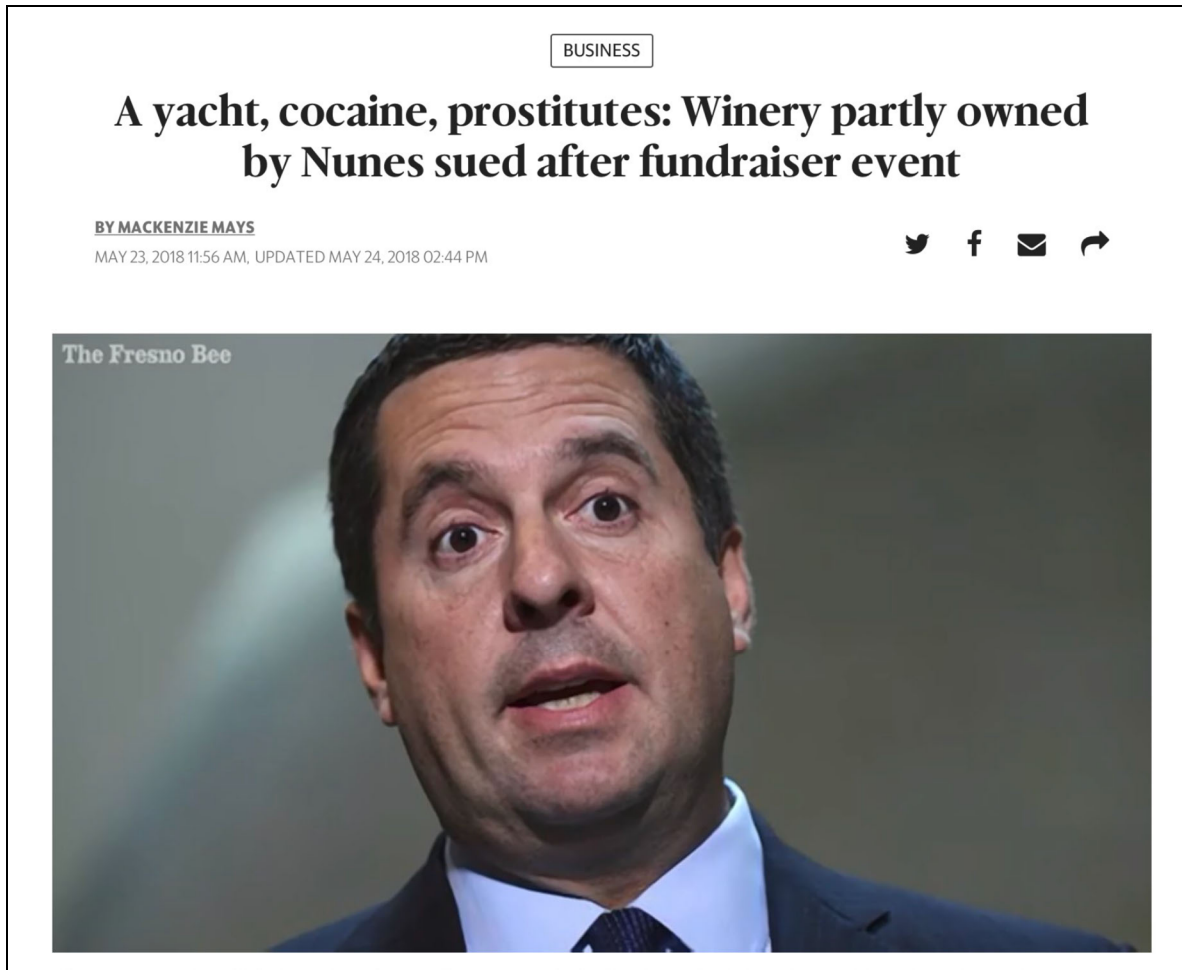 BUSINESS
A yacht, cocaine, prostitutes: Winery partly owned
by Nunes sued after fundraiser event
BY MACKENZIE MAYS
MAY 23, 2018 11:56 AM, UPDATED MAY 24, 2018 02:44 PM
The Fresno Bee